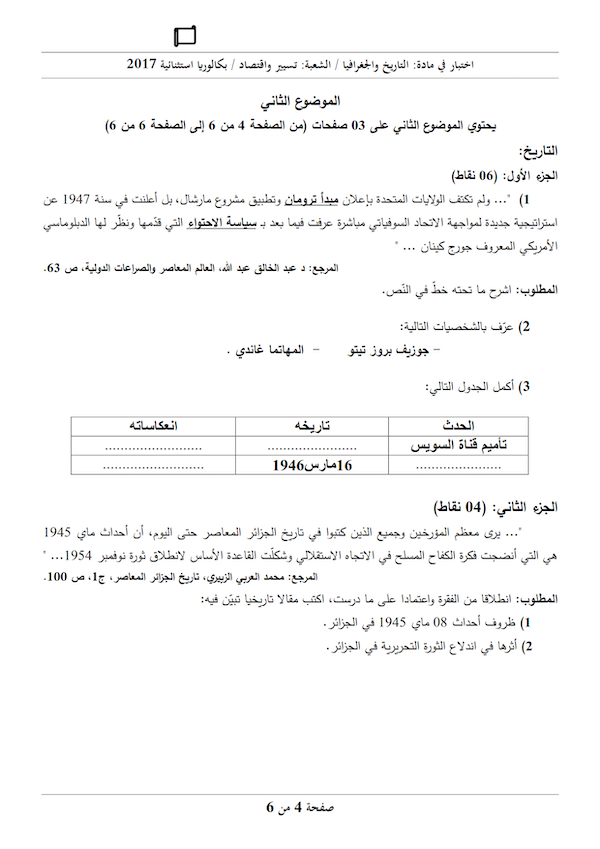 اختبار في مادة: التاريخ والجغرافيا / الشعبة: تسيير واقتصاد / بكالوريا استثنائية 2017
الموضوع الثاني
يحتوي الموضوع الثاني على 03 صفحات (من الصفحة 4 من 6 إلى الصفحة 6 من 6)
التاريخ:
الجزء الأول: (06 نقاط)
1) "... ولم تكتف الولايات المتحدة بإعلان مبدأ ترومان وتطبيق مشروع مارشال، بل أعلنت في سنة 1947 عن
استراتيجية جديدة لمواجهة الاتحاد السوفياتي مباشرة عرفت فيما بعد بـ سياسة الاحتواء التي قدّمها ونظّر لها الدبلوماسي
الأمريكي المعروف جورج كينان ... "
المرجع: د عبد الخالق عبد الله، العالم المعاصر والصراعات الدولية، ص 63.
المطلوب: اشرح ما تحته خطّ في النّص.
2) عرّف بالشخصيات التالية:
- جوزيف بروز تيتو - المهاتما غاندي .
3) أكمل الجدول التالي:
الحدث تاريخه انعكاساته
تأميم قناة السويس ....................... .........................
...................... 16مارس1946 ..........................
الجزء الثاني: (04 نقاط)
"... يرى معظم المؤرخين وجميع الذين كتبوا في تاريخ الجزائر المعاصر حتى اليوم، أن أحداث ماي 1945
هي التي أنضجت فكرة الكفاح المسلح في الاتجاه الاستقلالي وشكلّت القاعدة الأساس لانطلاق ثورة نوفمبر 1954... "
المرجع: محمد العربي الزبيري، تاريخ الجزائر المعاصر، ج1، ص 100.
المطلوب: انطلاقا من الفقرة واعتمادا على ما درست، اكتب مقالا تاريخيا تبيّن فيه:
1) ظروف أحداث 08 ماي 1945 في الجزائر.
2) أثرها في اندلاع الثورة التحريرية في الجزائر.
صفحة 4 من 6